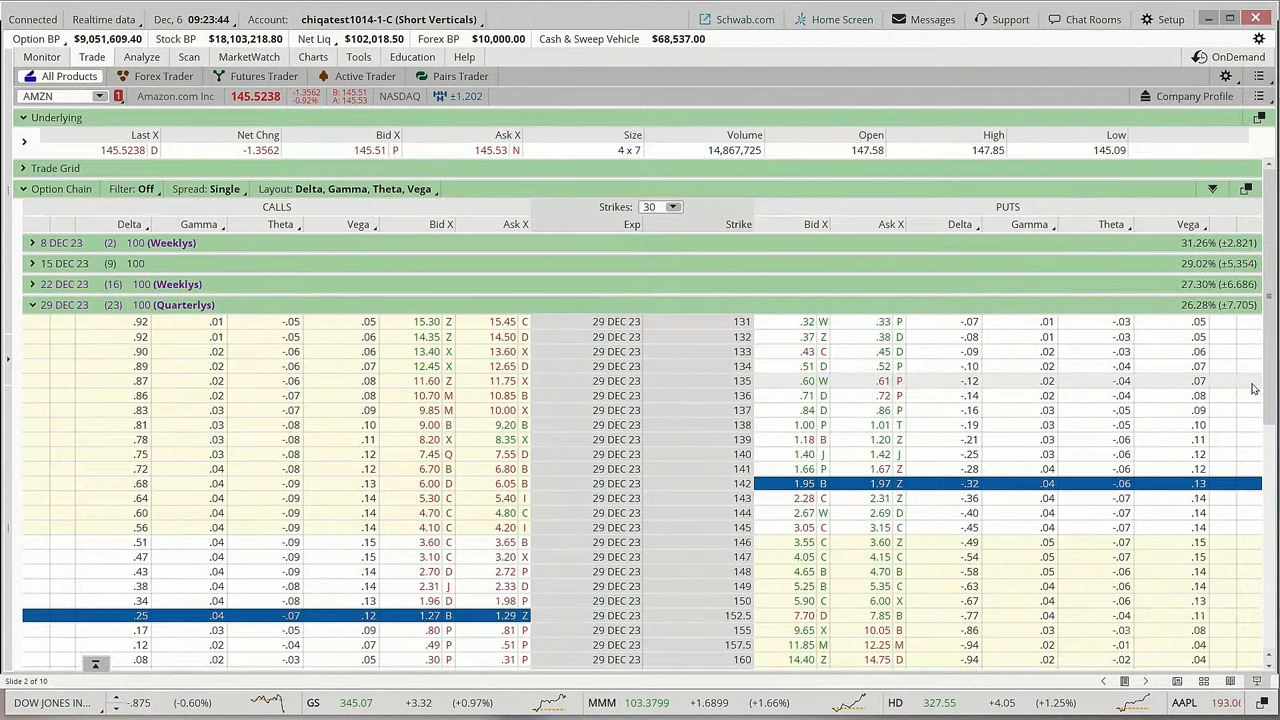 Connected Realtime data Dec, 6 09:23:44 Account: chiqatest1014-1-C (Short Verticals) Schwab.com Home Screen Messages Support Chat Rooms Setup
Option BP $9,051,609.40 Stock BP $18,103,218.80 Net Liq $102,018.50 Forex BP $10,000.00 Cash & Sweep Vehicle $68,537.00
Monitor Trade Analyze Scan MarketWatch Charts Tools Education Help OnDemand
All Products Forex Trader Futures Trader Active Trader Pairs Trader
AMZN 1 Amazon.com Inc 145.5238 -1.3562 -0.92% B: 145.51 A: 145.53 NASDAQ ±1.202 Company Profile
Underlying
Last X Net Chng Bid X Ask X Size Volume Open High Low
145.5238 D -1.3562 145.51 P 145.53 N 4 x 7 14,867,725 147.58 147.85 145.09
Trade Grid
Option Chain Filter: Off Spread: Single Layout: Delta, Gamma, Theta, Vega
CALLS Strikes: 30 PUTS
Delta Gamma Theta Vega Bid X Ask X Exp Strike Bid X Ask X Delta Gamma Theta Vega
8 DEC 23 (2) 100 (Weeklys) 31.26% (±2.821)
15 DEC 23 (9) 100 29.02% (±5.354)
22 DEC 23 (16) 100 (Weeklys) 27.30% (±6.686)
29 DEC 23 (23) 100 (Quarterlys) 26.28% (±7.705)
.92 .01 -.05 .05 15.30 Z 15.45 C 29 DEC 23 131 .32 W .33 P -.07 .01 -.03 .05
.92 .01 -.05 .06 14.35 Z 14.50 D 29 DEC 23 132 .37 Z .38 D -.08 .01 -.03 .05
.90 .02 -.06 .06 13.40 X 13.60 X 29 DEC 23 133 .43 C .45 D -.09 .02 -.03 .06
.89 .02 -.06 .07 12.45 X 12.65 D 29 DEC 23 134 .51 D .52 P -.10 .02 -.04 .07
.87 .02 -.06 .08 11.60 Z 11.75 X 29 DEC 23 135 .60 W .61 P -.12 .02 -.04 .07
.86 .02 -.07 .08 10.70 M 10.85 B 29 DEC 23 136 .71 D .72 P -.14 .02 -.04 .08
.83 .03 -.07 .09 9.85 M 10.00 X 29 DEC 23 137 .84 D .86 P -.16 .03 -.05 .09
.81 .03 -.07 .10 9.00 B 9.20 B 29 DEC 23 138 1.00 P 1.01 T -.19 .03 -.05 .10
.78 .03 -.08 .11 8.20 X 8.35 X 29 DEC 23 139 1.18 B 1.20 Z -.21 .03 -.06 .11
.75 .03 -.08 .12 7.45 Q 7.55 D 29 DEC 23 140 1.40 J 1.42 J -.25 .03 -.06 .12
.72 .04 -.08 .12 6.70 B 6.80 B 29 DEC 23 141 1.66 P 1.67 Z -.28 .04 -.06 .12
.68 .04 -.08 .13 6.00 D 6.05 B 29 DEC 23 142 1.95 B 1.97 Z -.32 .04 -.06 .13
.64 .04 -.08 .14 5.30 C 5.40 I 29 DEC 23 143 2.28 C 2.31 Z -.36 .04 -.07 .14
.60 .04 -.08 .14 4.70 C 4.80 C 29 DEC 23 144 2.67 W 2.69 D -.40 .04 -.07 .14
.56 .04 -.09 .14 4.10 C 4.20 I 29 DEC 23 145 3.05 C 3.15 C -.45 .04 -.07 .14
.51 .04 -.09 .15 3.60 C 3.65 B 29 DEC 23 146 3.55 C 3.60 Z -.49 .04 -.07 .15
.47 .04 -.09 .15 3.10 C 3.20 X 29 DEC 23 147 4.05 C 4.15 C -.54 .05 -.07 .15
.43 .04 -.08 .14 2.70 D 2.72 P 29 DEC 23 148 4.65 B 4.70 B -.58 .04 -.07 .14
.38 .04 -.08 .14 2.31 J 2.33 D 29 DEC 23 149 5.25 B 5.35 C -.63 .04 -.06 .14
.34 .04 -.08 .13 1.96 D 1.98 P 29 DEC 23 150 5.90 C 6.00 X -.67 .04 -.06 .13
.25 .04 -.07 .12 1.27 B 1.29 Z 29 DEC 23 152.5 7.70 D 7.85 B -.77 .04 -.04 .11
.17 .03 -.05 .09 .80 P .81 P 29 DEC 23 155 9.65 X 10.05 B -.86 .03 -.03 .08
.12 .02 -.04 .07 .49 P .51 P 29 DEC 23 157.5 11.85 M 12.25 M -.94 .02 -.01 .04
.08 .02 -.03 .05 .30 P .31 P 29 DEC 23 160 14.40 Z 14.75 D -.94 .02 -.02 .04
Slide 2 of 10
DOW JONES IN... -.875 (-0.60%) GS 345.07 +3.32 (+0.97%) MMM 103.3799 +1.6899 (+1.66%) HD 327.55 +4.05 (+1.25%) AAPL 193.0